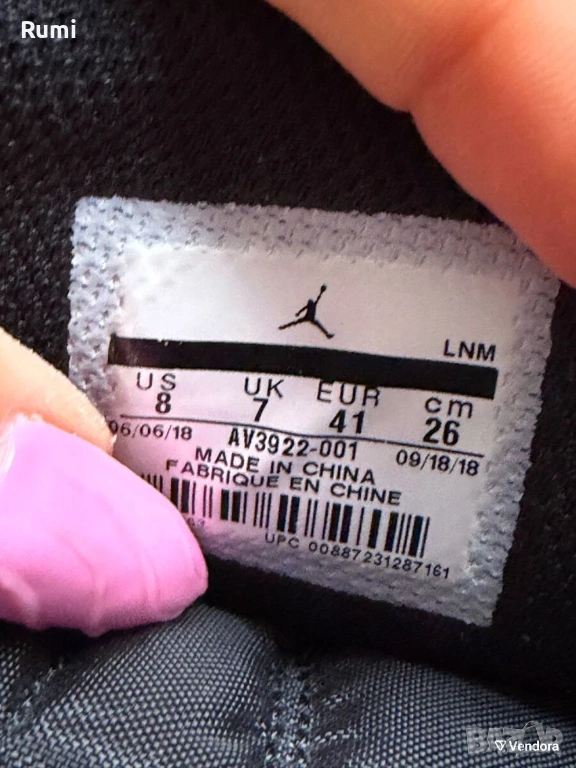 Rumi
LNM
US UK EUR cm
8 7 41 26
06/06/18 AV3922-001 09/18/18
MADE IN CHINA
FABRIQUE EN CHINE
UPC 00887231287161
BAZAR
Vendora